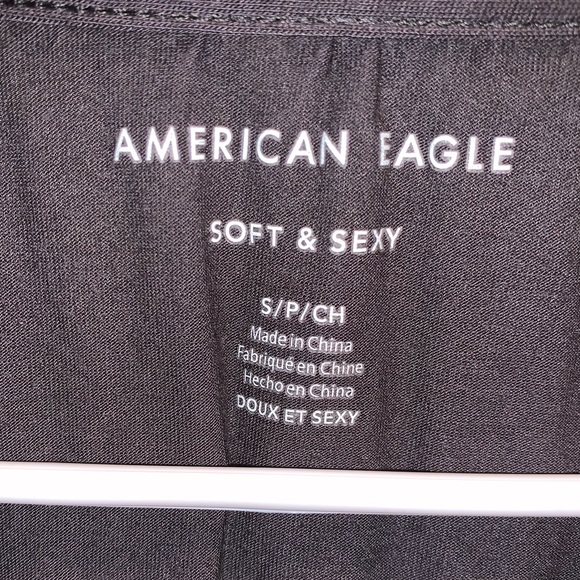 AMERICAN EAGLE
SOFT & SEXY
S/P/CH
Made in China
Fabriqué en Chine
Hecho en China
DOUX ET SEXY